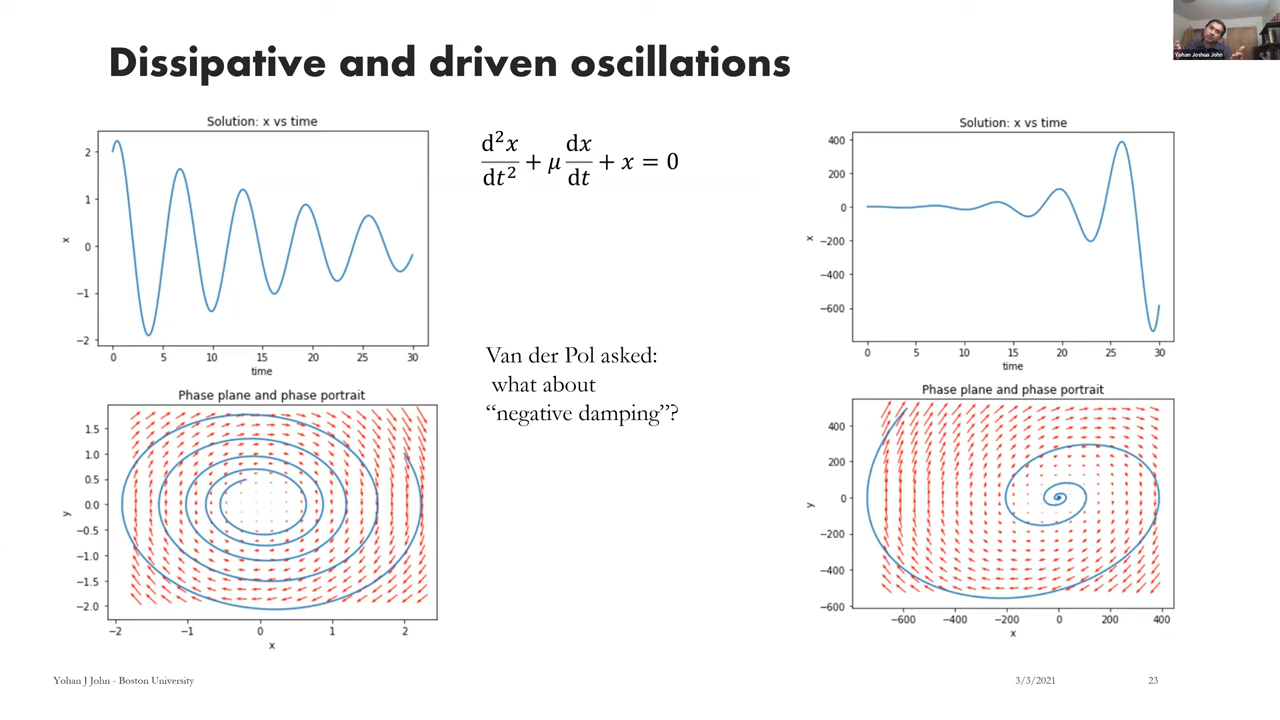 Dissipative and driven oscillations
Yohan Joshua John
Solution: x vs time
x
2
1
0
−1
−2
0 5 10 15 20 25 30
time
d²x/dt² + μ dx/dt + x = 0
Solution: x vs time
x
400
200
0
−200
−400
−600
0 5 10 15 20 25 30
time
Van der Pol asked:
what about
“negative damping”?
Phase plane and phase portrait
y
1.5
1.0
0.5
0.0
−0.5
−1.0
−1.5
−2.0
−2 −1 0 1 2
x
Phase plane and phase portrait
y
400
200
0
−200
−400
−600
−600 −400 −200 0 200 400
x
Yohan J John - Boston University
3/3/2021
23